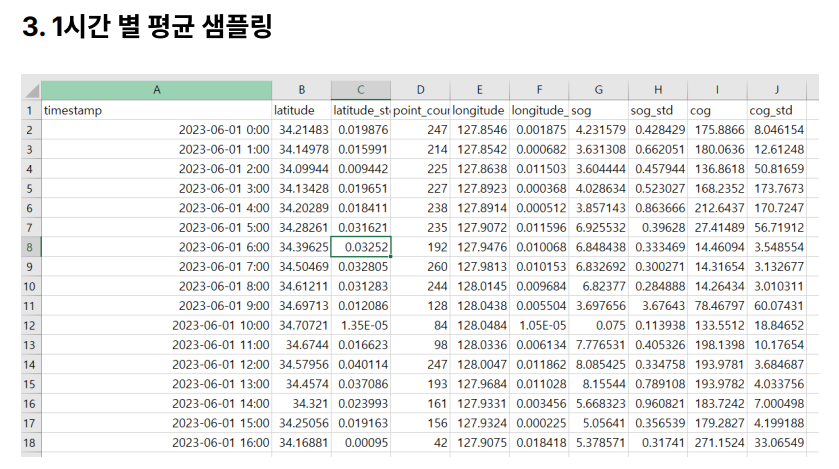 3. 1시간 별 평균 샘플링
A B C D E F G H I J
1 timestamp latitude latitude_st point_cour longitude longitude_ sog sog_std cog cog_std
2 2023-06-01 0:00 34.21483 0.019876 247 127.8546 0.001875 4.231579 0.428429 175.8866 8.046154
3 2023-06-01 1:00 34.14978 0.015991 214 127.8542 0.000682 3.631308 0.662051 180.0636 12.61248
4 2023-06-01 2:00 34.09944 0.009442 225 127.8638 0.011503 3.604444 0.457944 136.8618 50.81659
5 2023-06-01 3:00 34.13428 0.019651 227 127.8923 0.000368 4.028634 0.523027 168.2352 173.7673
6 2023-06-01 4:00 34.20289 0.018411 238 127.8914 0.000512 3.857143 0.863666 212.6437 170.7247
7 2023-06-01 5:00 34.28261 0.031621 235 127.9072 0.011596 6.925532 0.39628 27.41489 56.71912
8 2023-06-01 6:00 34.39625 0.03252 192 127.9476 0.010068 6.848438 0.333469 14.46094 3.548554
9 2023-06-01 7:00 34.50469 0.032805 260 127.9813 0.010153 6.832692 0.300271 14.31654 3.132677
10 2023-06-01 8:00 34.61211 0.031283 244 128.0145 0.009684 6.82377 0.284888 14.26434 3.010311
11 2023-06-01 9:00 34.69713 0.012086 128 128.0438 0.005504 3.697656 3.67643 78.46797 60.07431
12 2023-06-01 10:00 34.70721 1.35E-05 84 128.0484 1.05E-05 0.075 0.113938 133.5512 18.84652
13 2023-06-01 11:00 34.6744 0.016623 98 128.0336 0.006134 7.776531 0.405326 198.1398 10.17654
14 2023-06-01 12:00 34.57956 0.040114 247 128.0047 0.011862 8.085425 0.334758 193.9781 3.684687
15 2023-06-01 13:00 34.4574 0.037086 193 127.9684 0.011028 8.15544 0.789108 193.9782 4.033756
16 2023-06-01 14:00 34.321 0.023993 161 127.9331 0.003456 5.668323 0.960821 183.7242 7.000498
17 2023-06-01 15:00 34.25056 0.019163 156 127.9324 0.000225 5.05641 0.356539 179.2827 4.199188
18 2023-06-01 16:00 34.16881 0.00095 42 127.9075 0.018418 5.378571 0.31741 271.1524 33.06549